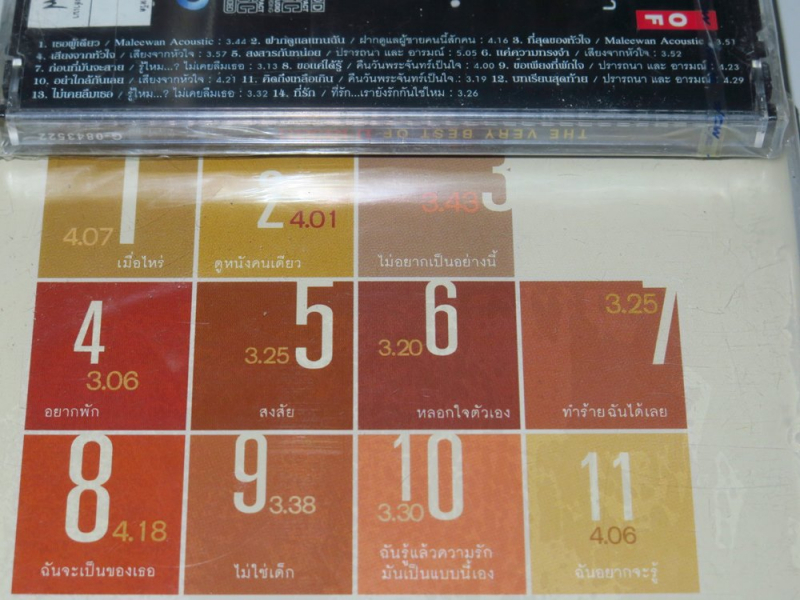 OF
1. เธอผู้เดียว / Maleewan Acoustic : 3.44 2. ฝากดูแลแทนฉัน / ฝากดูแลผู้ชายคนนี้สักคน : 4.16 3. ที่สุดของหัวใจ / Maleewan Acoustic : 3.51
4. เสียงจากหัวใจ / เสียงจากหัวใจ : 3.57 5. สงสารกันหน่อย / ปรารถนา และ อารมณ์ : 5.05 6. แค่ความทรงจำ / เสียงจากหัวใจ : 3.52
7. ก่อนที่มันจะสาย / รู้ไหม...? ไม่เคยลืมเธอ : 3.13 8. ขอแค่ได้รู้ / คืนวันพระจันทร์เป็นใจ : 4.00 9. ข้อเพียงที่พักใจ / ปรารถนา และ อารมณ์ : 4.23
10. อย่าใกล้กันเลย / เสียงจากหัวใจ : 4.21 11. คิดถึงเหลือเกิน / คืนวันพระจันทร์เป็นใจ : 3.19 12. บทเรียนสุดท้าย / ปรารถนา และ อารมณ์ : 4.29
13. ไม่เคยลืมเธอ / รู้ไหม...? ไม่เคยลืมเธอ : 3.32 14. ที่รัก / ที่รัก...เรายังรักกันใช่ไหม : 3.26
G-0843522
THE VERY BEST OF
1 4.07
เมื่อไหร่
2 4.01
ดูหนังคนเดียว
3.43 3
ไม่อยากเป็นอย่างนี้
4 3.06
อยากพัก
3.25 5
สงสัย
3.20 6
หลอกใจตัวเอง
3.25 7
ทำร้ายฉันได้เลย
8 4.18
ฉันจะเป็นของเธอ
9 3.38
ไม่ใช่เด็ก
10 3.30
ฉันรู้แล้วความรัก
มันเป็นแบบนี้เอง
11 4.06
ฉันอยากจะรู้